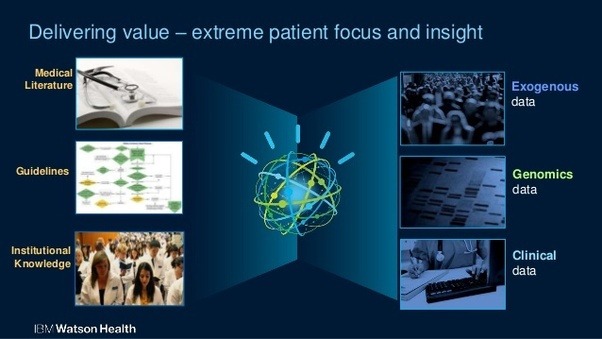 Delivering value – extreme patient focus and insight
Medical
Literature
Guidelines
Institutional
Knowledge
Exogenous
data
Genomics
data
Clinical
data
IBM Watson Health